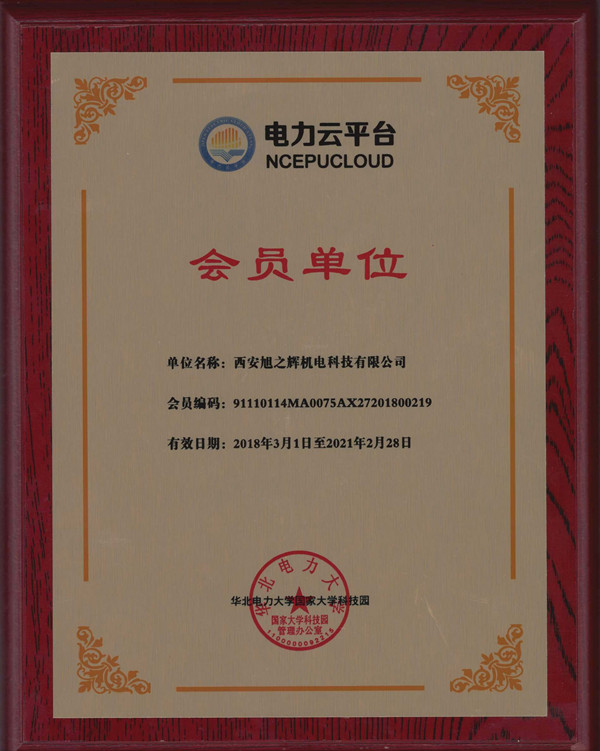 电力云平台
NCEPUCLOUD
会员单位
单位名称：西安旭之辉机电科技有限公司
会员编码：91110114MA0075AX27201800219
有效日期：2018年3月1日至2021年2月28日
华北电力大学
华北电力大学国家大学科技园
国家大学科技园
管理办公室